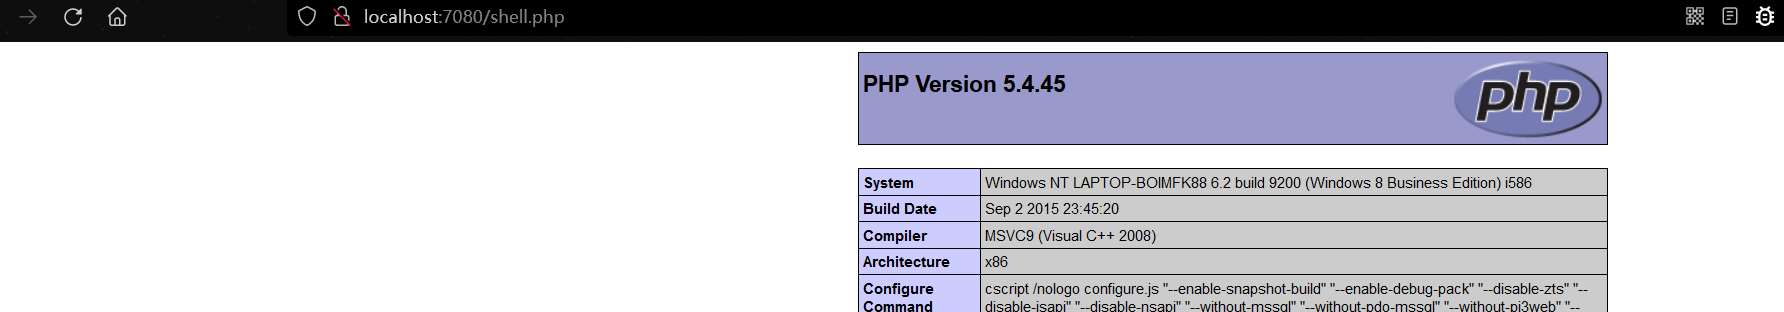 localhost:7080/shell.php
PHP Version 5.4.45
php
System Windows NT LAPTOP-BOIMFK88 6.2 build 9200 (Windows 8 Business Edition) i586
Build Date Sep 2 2015 23:45:20
Compiler MSVC9 (Visual C++ 2008)
Architecture x86
Configure cscript /nologo configure.js "--enable-snapshot-build" "--enable-debug-pack" "--disable-zts" "--
Command disable-isapi" "--disable-nsapi" "--without-mssql" "--without-pdo-mssql" "--without-pi3web" "--